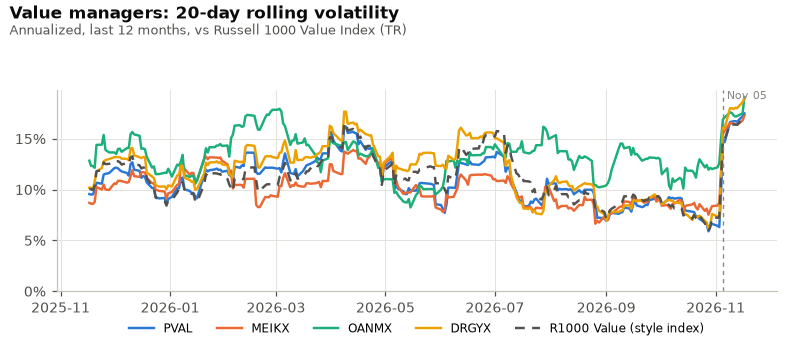 Value managers: 20-day rolling volatility
Annualized, last 12 months, vs Russell 1000 Value Index (TR)
Nov 05
15%
10%
5%
0%
2025-11 2026-01 2026-03 2026-05 2026-07 2026-09 2026-11
PVAL MEIKX OANMX DRGYX R1000 Value (style index)